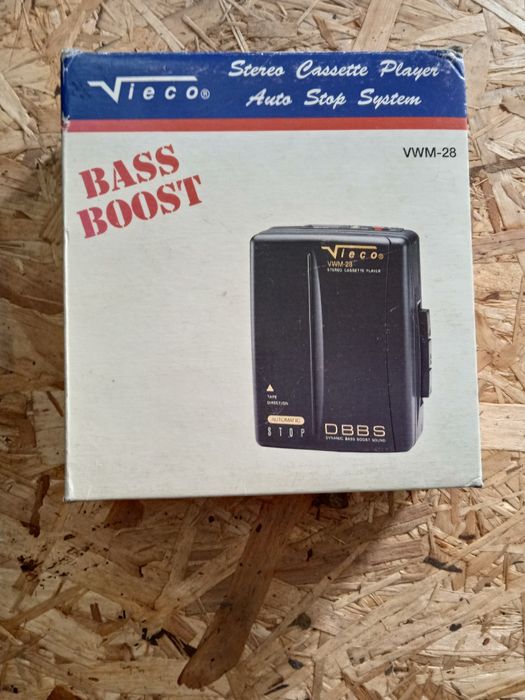 Vieco®
Stereo Cassette Player
Auto Stop System
VWM-28
BASS
BOOST
Vieco®
VWM-28
STEREO CASSETTE PLAYER
TAPE
DIRECTION
AUTOMATIC
STOP
DBBS
DYNAMIC BASS BOOST SOUND